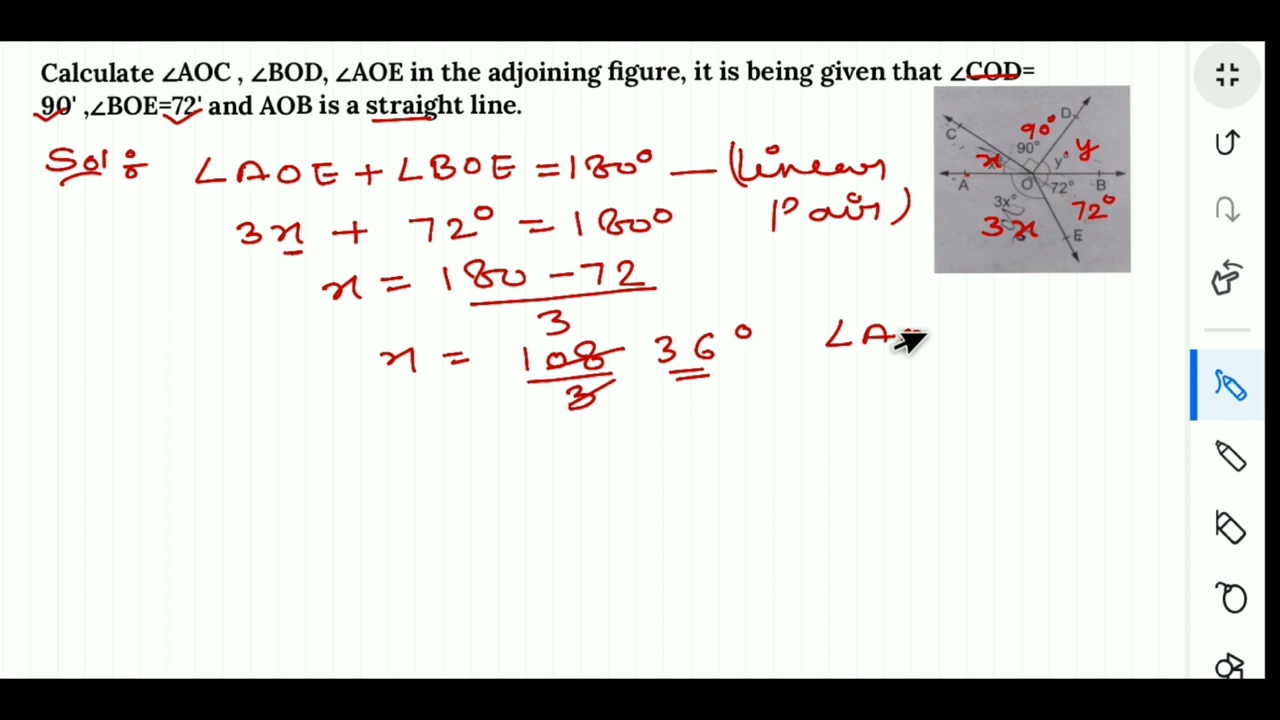 Calculate ∠AOC , ∠BOD, ∠AOE in the adjoining figure, it is being given that ∠COD=
90' ,∠BOE=72' and AOB is a straight line.
Sol :
∠AOE + ∠BOE = 180° — (Linear
pair)
3x + 72° = 180°
x = 180 - 72
3
x = 108 36°
3
∠A
C
D
90°
90°
x
y° y
A
O
72°
B
3x°
72°
3x
E